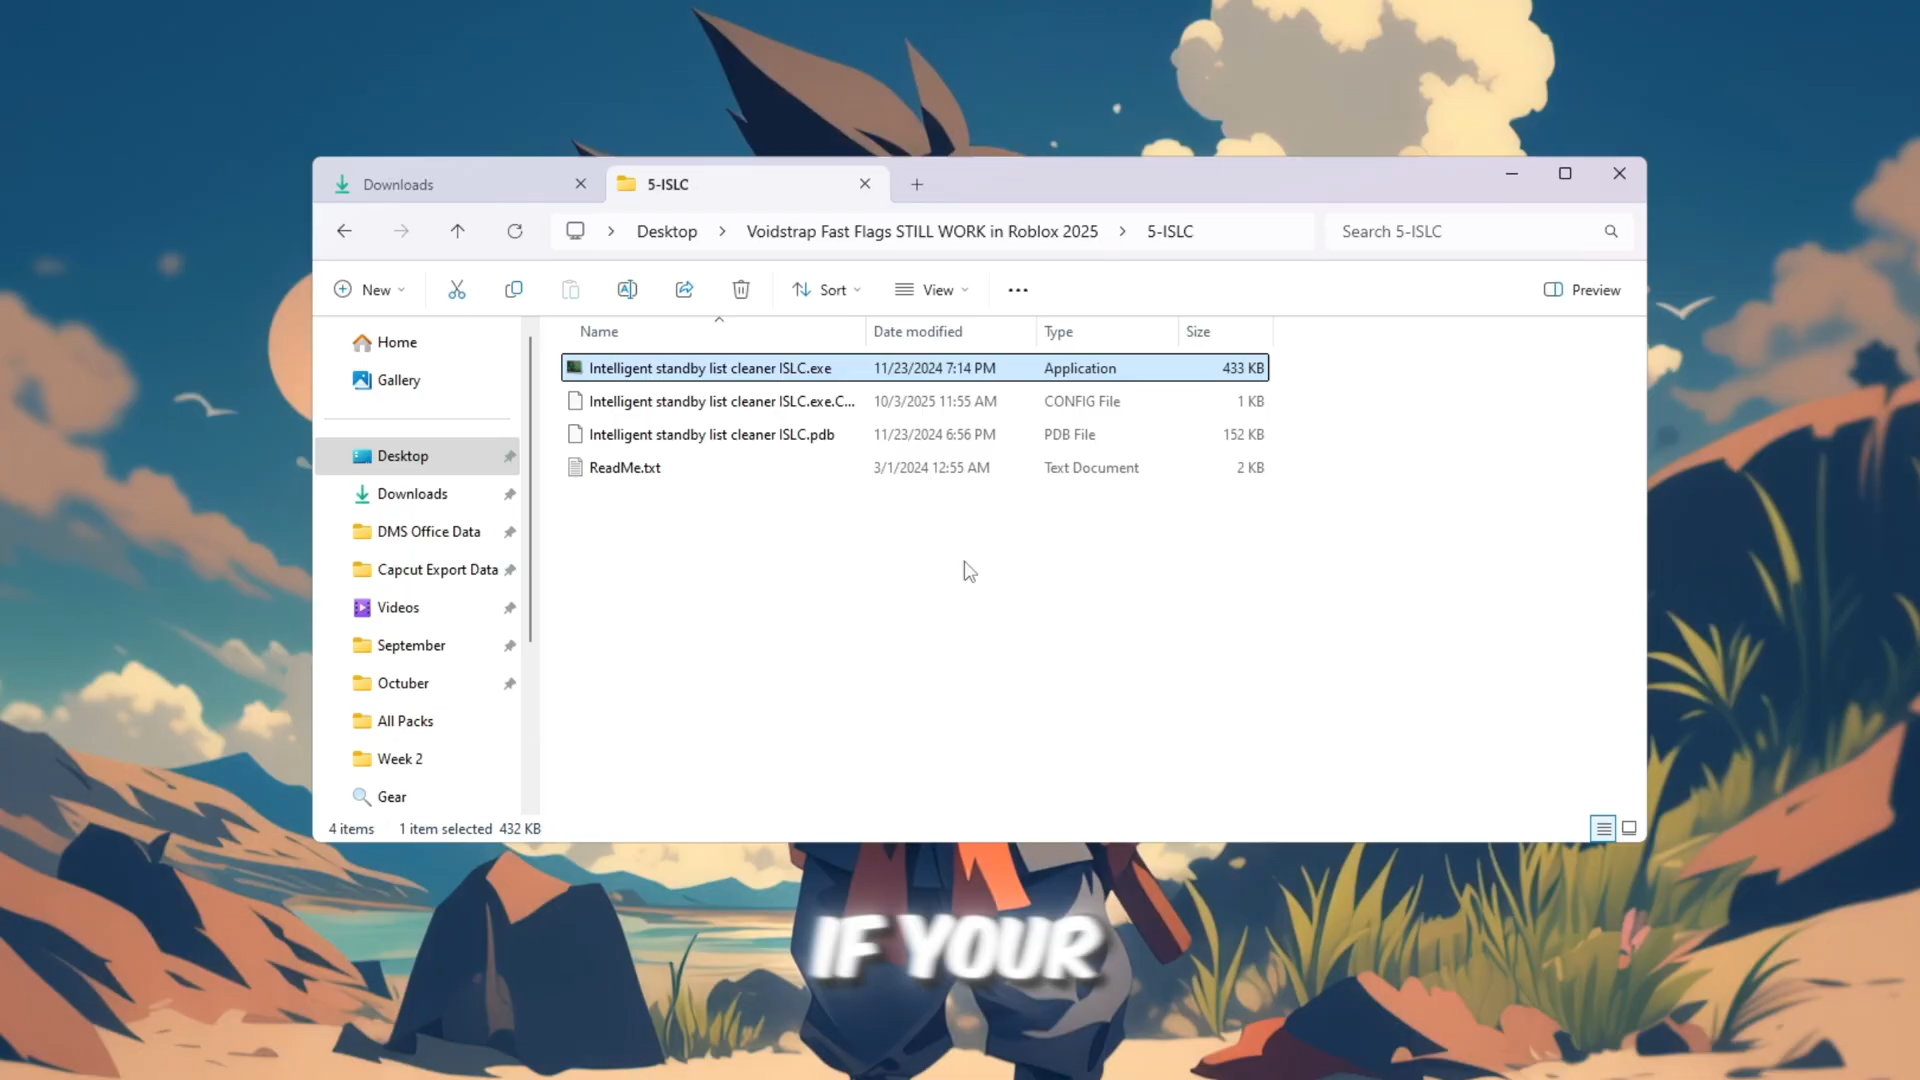 Downloads
5-ISLC
Desktop > Voidstrap Fast Flags STILL WORK in Roblox 2025 > 5-ISLC
Search 5-ISLC
New
Sort
View
Preview
Name Date modified Type Size
Intelligent standby list cleaner ISLC.exe 11/23/2024 7:14 PM Application 433 KB
Intelligent standby list cleaner ISLC.exe.C... 10/3/2025 11:55 AM CONFIG File 1 KB
Intelligent standby list cleaner ISLC.pdb 11/23/2024 6:56 PM PDB File 152 KB
ReadMe.txt 3/1/2024 12:55 AM Text Document 2 KB
Home
Gallery
Desktop
Downloads
DMS Office Data
Capcut Export Data
Videos
September
Octuber
All Packs
Week 2
Gear
4 items 1 item selected 432 KB
IF YOUR